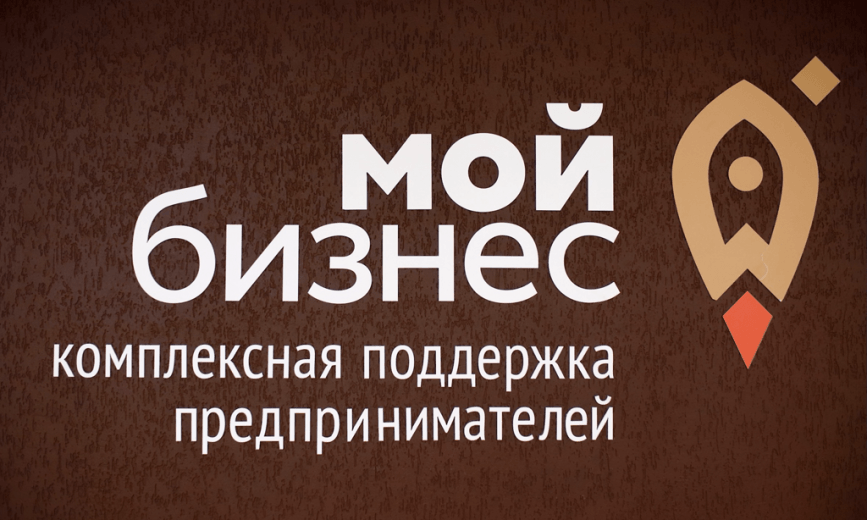 мой
бизнес
комплексная поддержка
предпринимателей